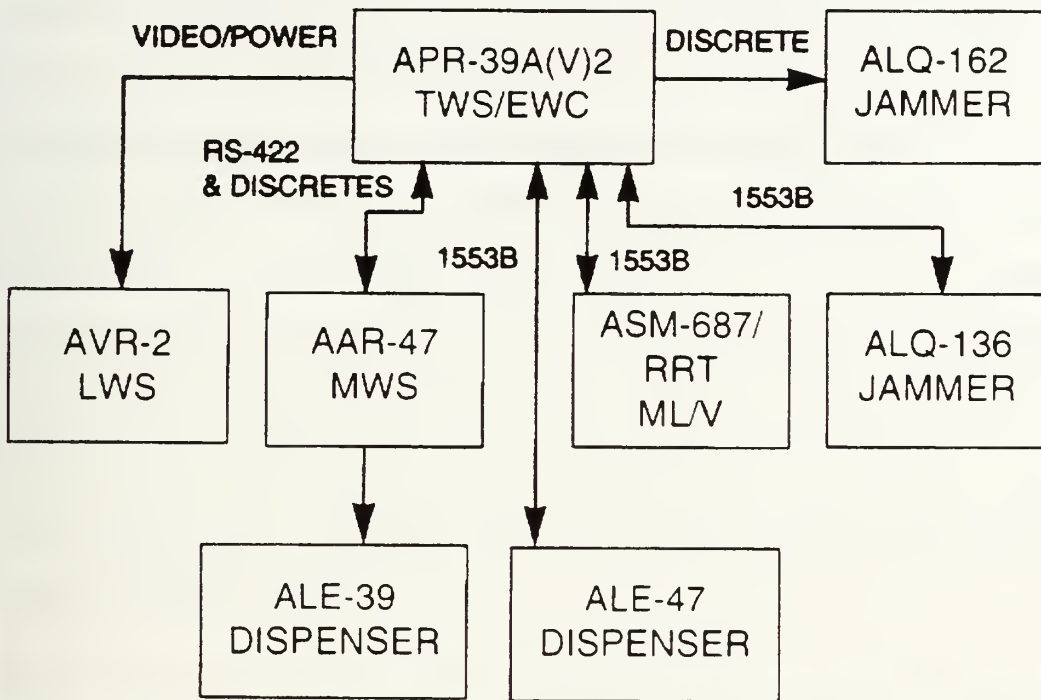 VIDEO/POWER
APR-39A(V)2
TWS/EWC
DISCRETE
ALQ-162
JAMMER
RS-422
& DISCRETES
1553B
1553B
1553B
AVR-2
LWS
AAR-47
MWS
ASM-687/
RRT
ML/V
ALQ-136
JAMMER
ALE-39
DISPENSER
ALE-47
DISPENSER